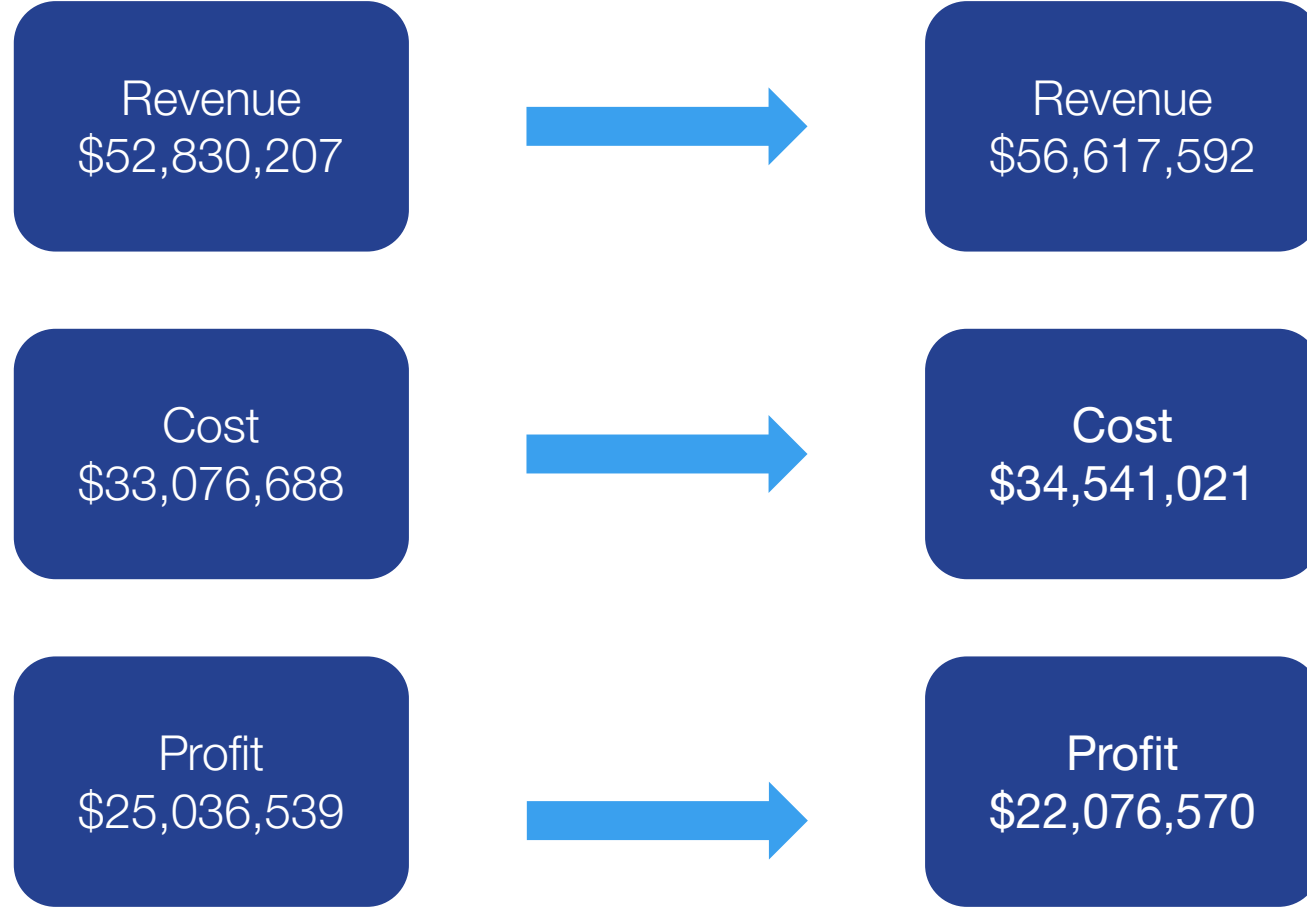 Revenue
$52,830,207
Revenue
$56,617,592
Cost
$33,076,688
Cost
$34,541,021
Profit
$25,036,539
Profit
$22,076,570